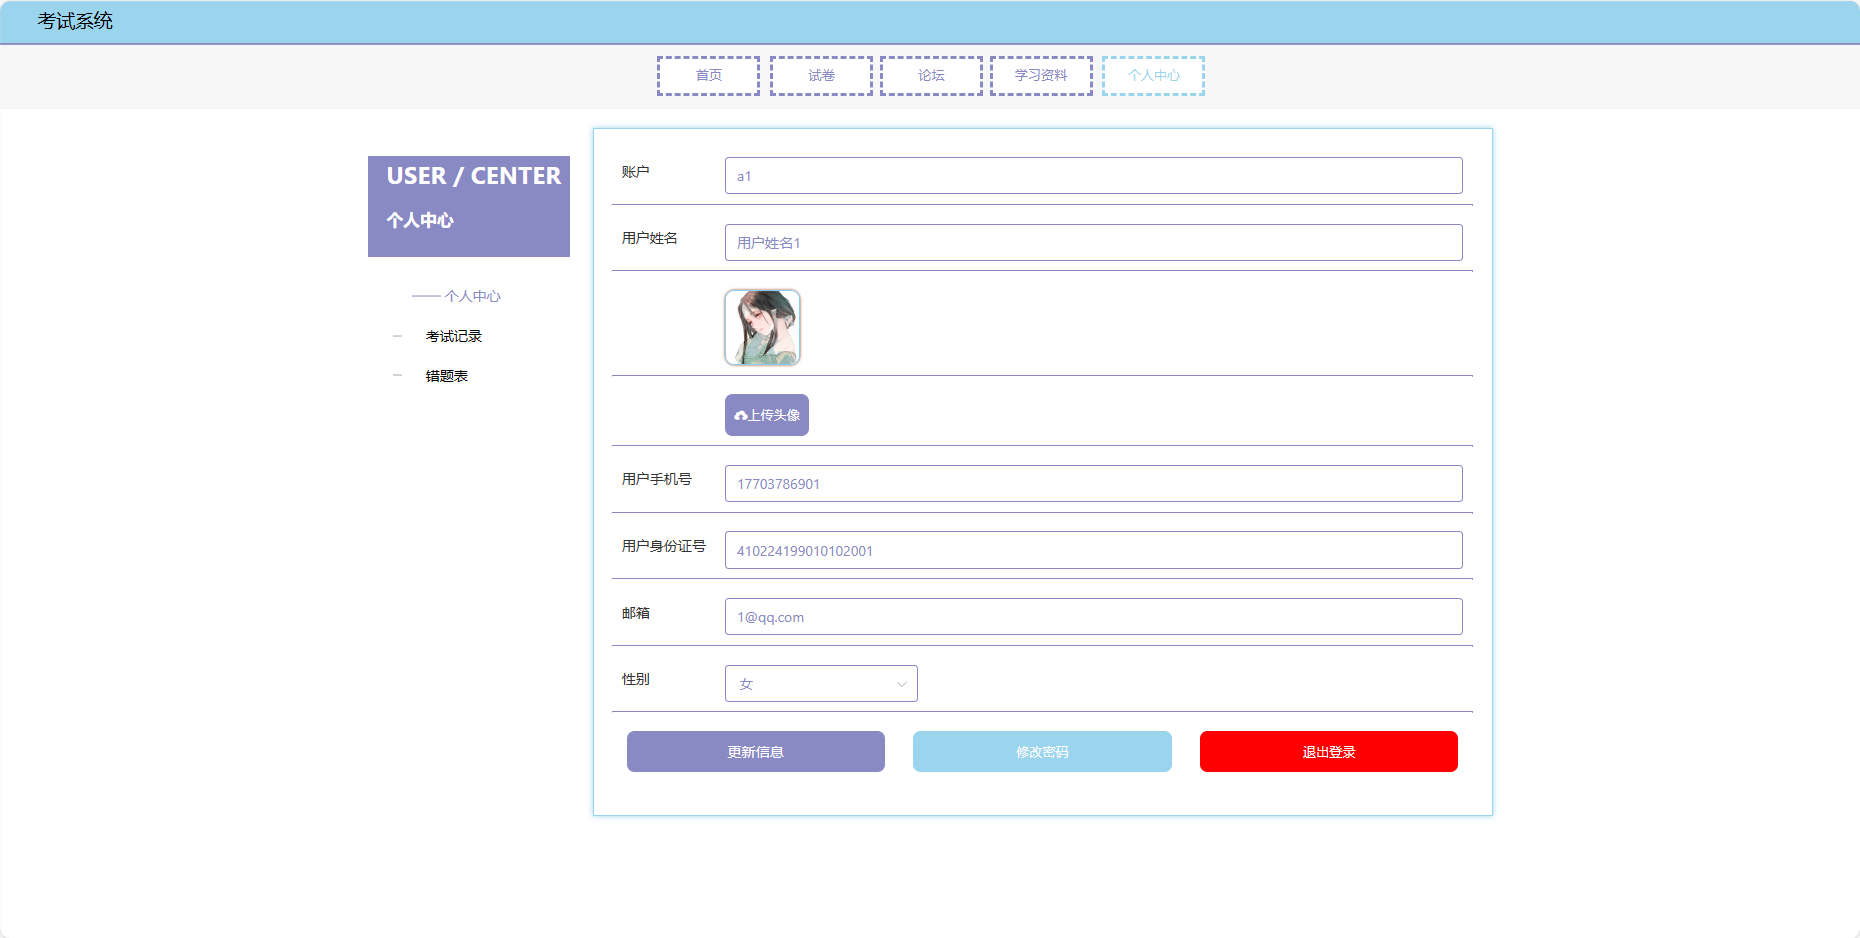 考试系统
首页
试卷
论坛
学习资料
个人中心
USER / CENTER
个人中心
个人中心
考试记录
错题表
账户
a1
用户姓名
用户姓名1
上传头像
用户手机号
17703786901
用户身份证号
410224199010102001
邮箱
1@qq.com
性别
女
更新信息
修改密码
退出登录